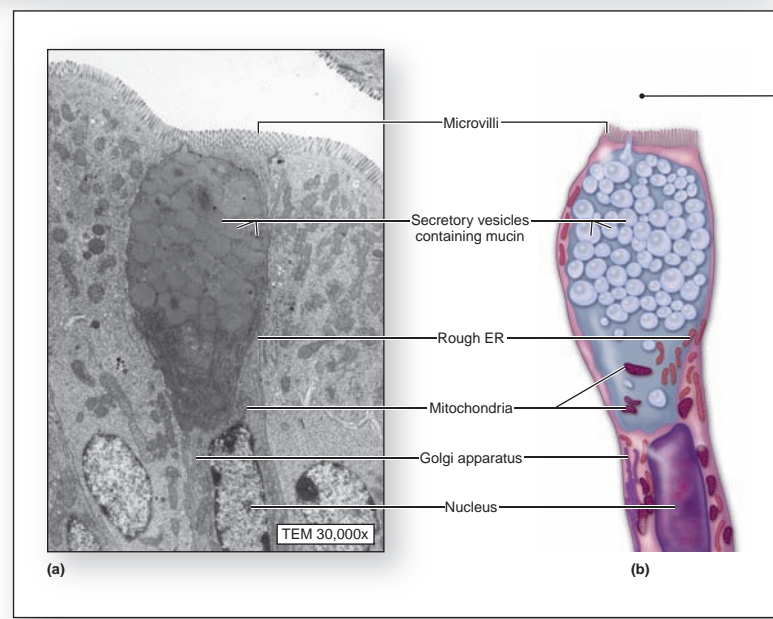 Microvilli
Secretory vesicles
containing mucin
Rough ER
Mitochondria
Golgi apparatus
Nucleus
TEM 30,000x
(a)
(b)